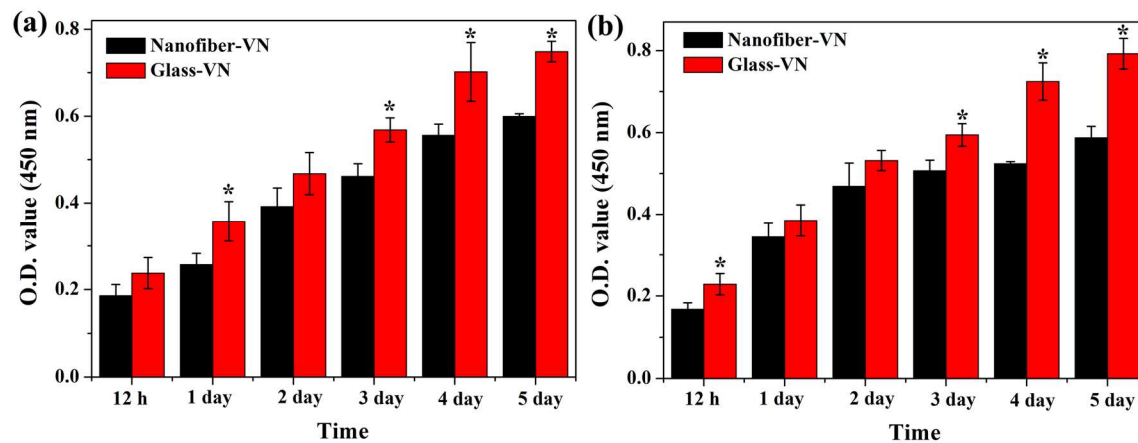 (a)
O.D. value (450 nm)
0.8
0.6
0.4
0.2
0.0
Nanofiber-VN
Glass-VN
*
*
*
*
12 h 1 day 2 day 3 day 4 day 5 day
Time
(b)
O.D. value (450 nm)
0.8
0.6
0.4
0.2
0.0
Nanofiber-VN
Glass-VN
*
*
*
*
12 h 1 day 2 day 3 day 4 day 5 day
Time